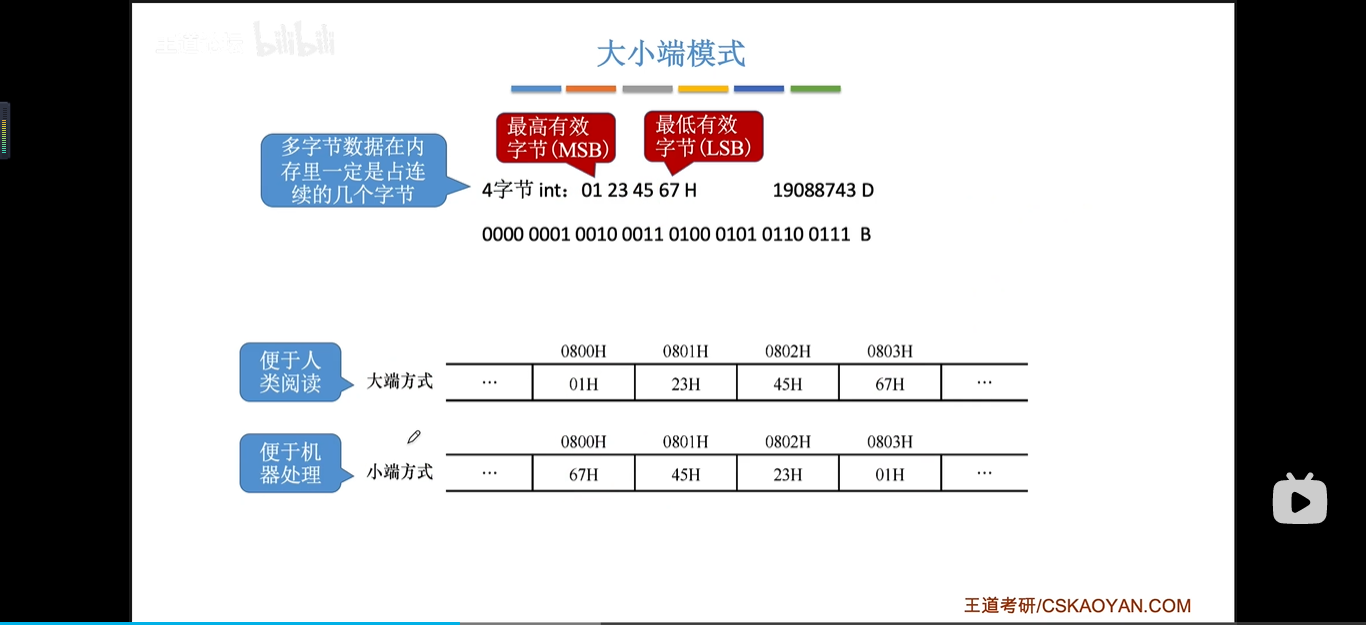 bilibili
大小端模式
多字节数据在内
存里一定是占连
续的几个字节
最高有效
字节(MSB)
最低有效
字节(LSB)
4字节 int：01 23 45 67 H 19088743 D
0000 0001 0010 0011 0100 0101 0110 0111 B
便于人
类阅读
0800H 0801H 0802H 0803H
大端方式 ... 01H 23H 45H 67H ...
便于机
器处理
0800H 0801H 0802H 0803H
小端方式 ... 67H 45H 23H 01H ...
王道考研/CSKAOYAN.COM